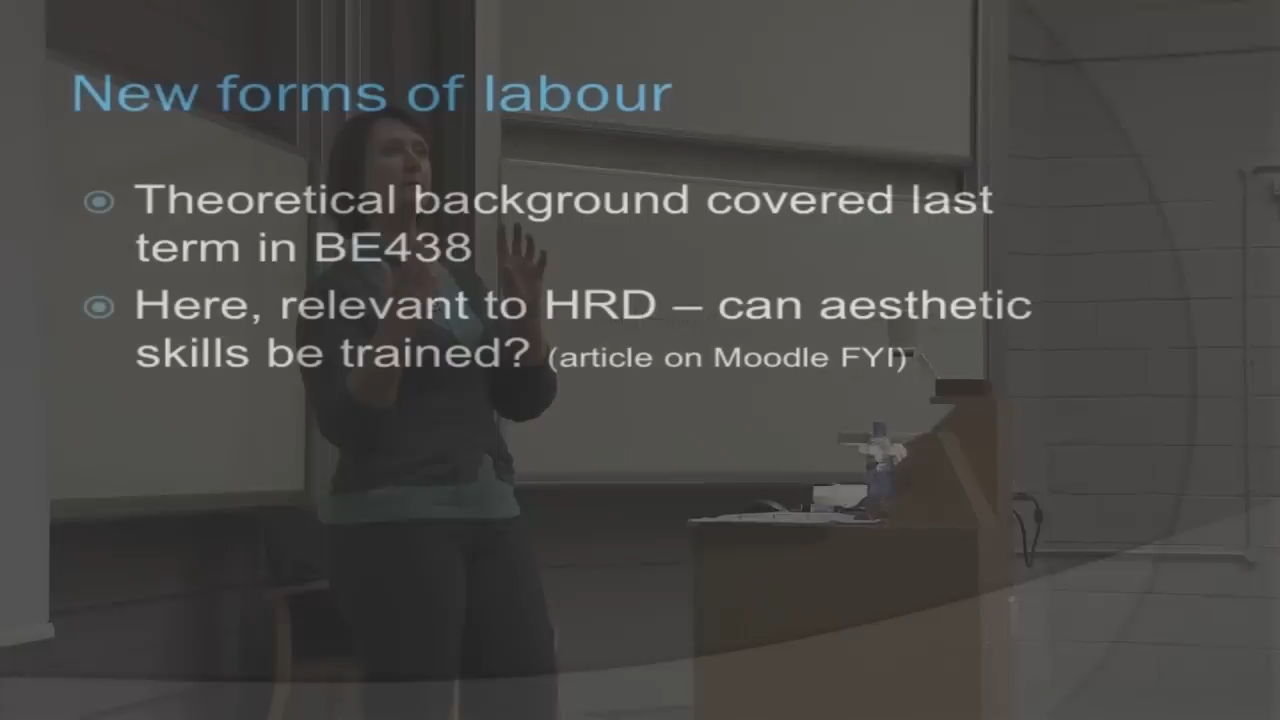 New forms of labour
Theoretical background covered last
term in BE438
Here, relevant to HRD – can aesthetic
skills be trained? (article on Moodle FYI)